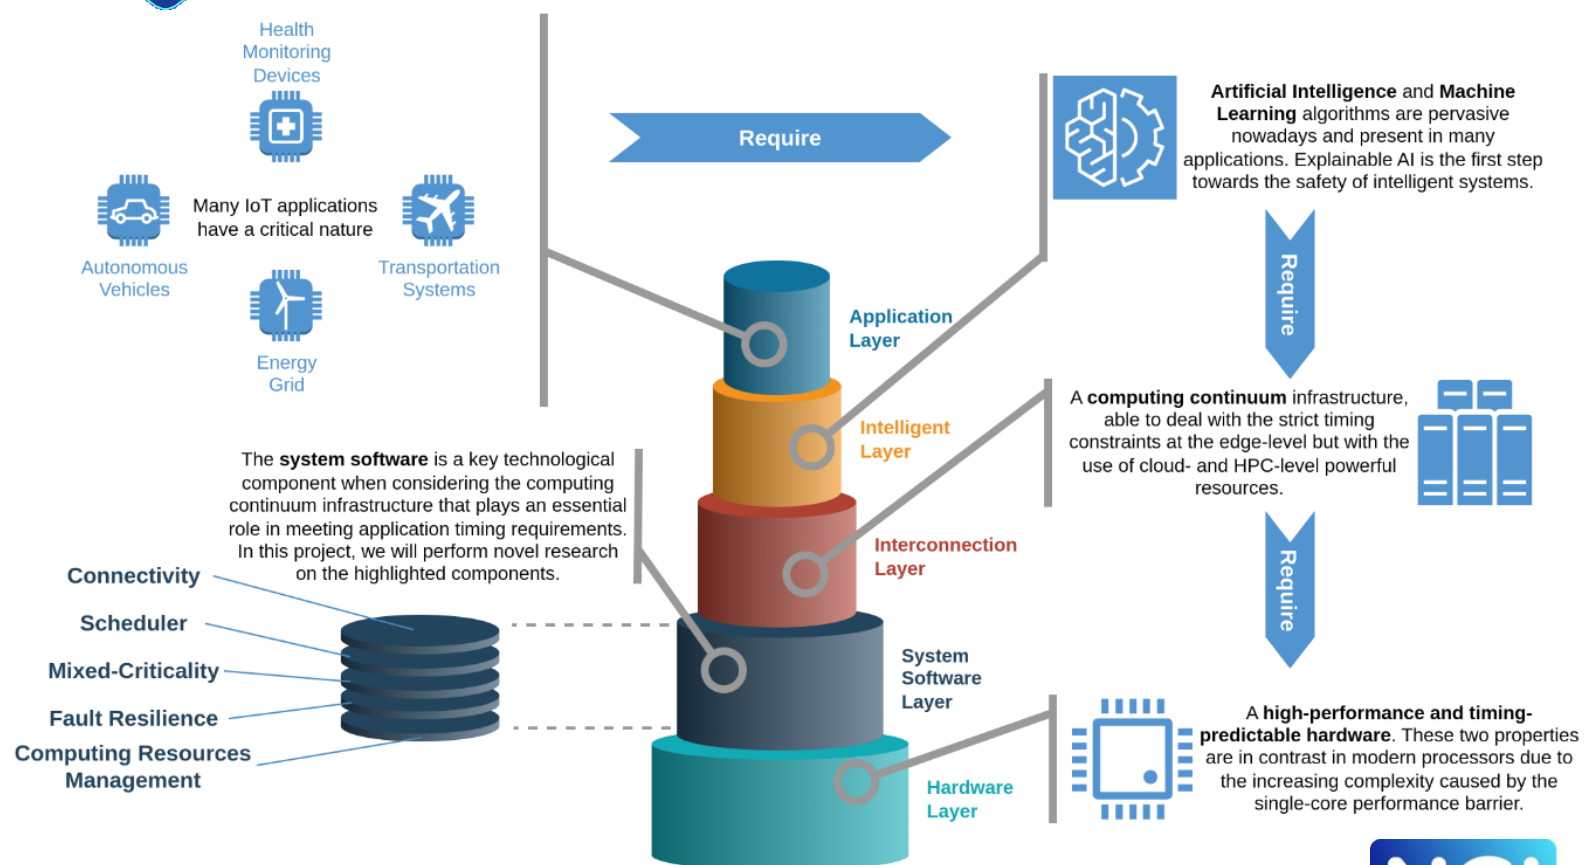 Health
Monitoring
Devices
Many IoT applications
have a critical nature
Autonomous
Vehicles
Transportation
Systems
Energy
Grid
Require
Artificial Intelligence and Machine
Learning algorithms are pervasive
nowadays and present in many
applications. Explainable AI is the first step
towards the safety of intelligent systems.
Require
Application
Layer
Intelligent
Layer
A computing continuum infrastructure,
able to deal with the strict timing
constraints at the edge-level but with the
use of cloud- and HPC-level powerful
resources.
The system software is a key technological
component when considering the computing
continuum infrastructure that plays an essential
role in meeting application timing requirements.
In this project, we will perform novel research
on the highlighted components.
Interconnection
Layer
Require
Connectivity
Scheduler
Mixed-Criticality
Fault Resilience
Computing Resources
Management
System
Software
Layer
A high-performance and timing-
predictable hardware. These two properties
are in contrast in modern processors due to
the increasing complexity caused by the
single-core performance barrier.
Hardware
Layer